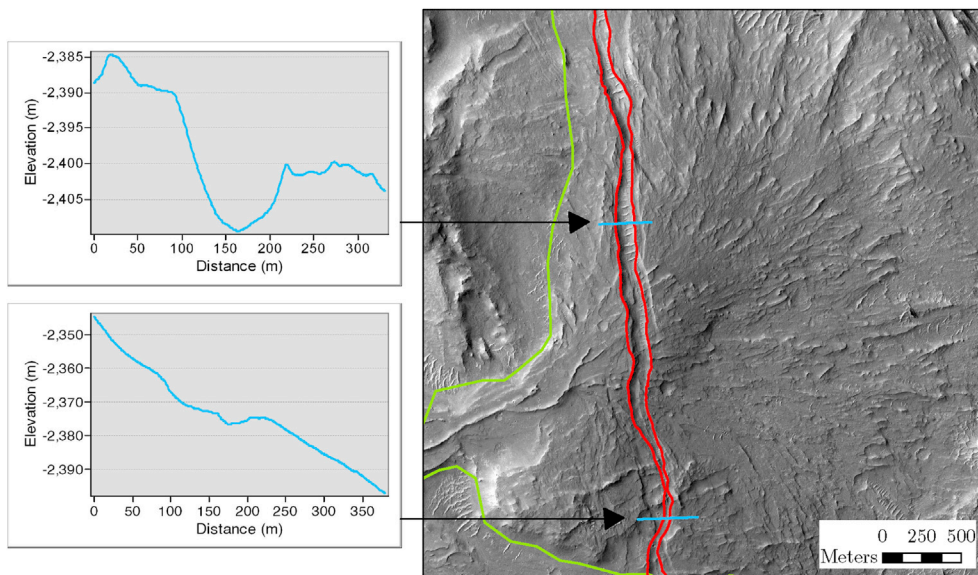 -2,385
-2,390
-2,395
-2,400
-2,405
Elevation (m)
0 50 100 150 200 250 300
Distance (m)
-2,350
-2,360
-2,370
-2,380
-2,390
Elevation (m)
0 50 100 150 200 250 300 350
Distance (m)
0 250 500
Meters